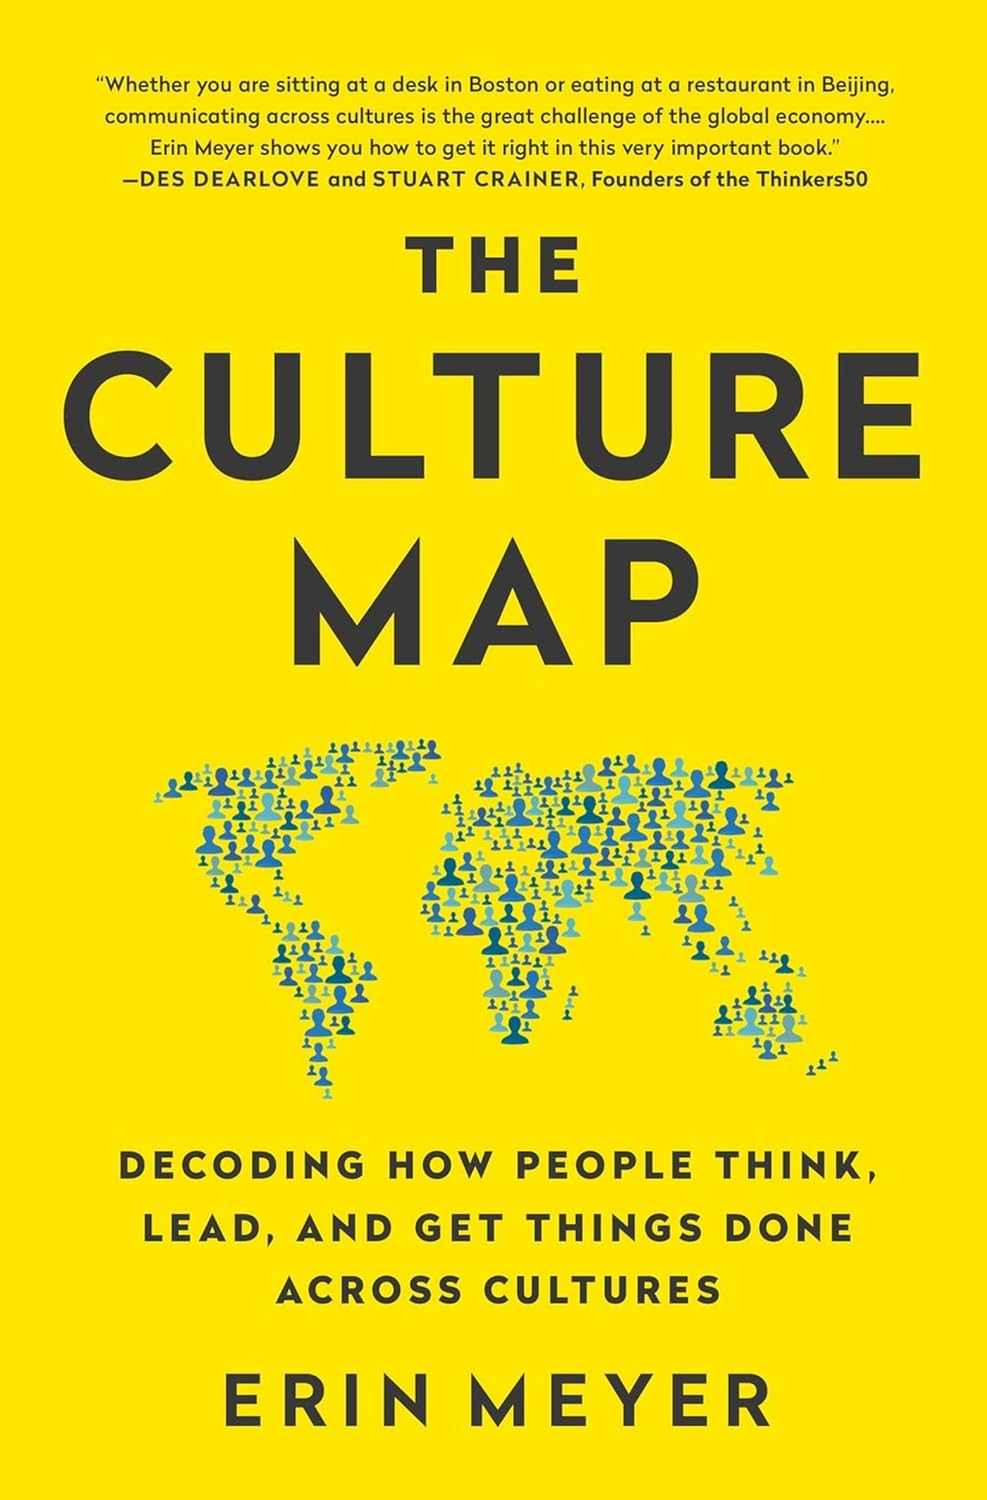 “Whether you are sitting at a desk in Boston or eating at a restaurant in Beijing,
communicating across cultures is the great challenge of the global economy....
Erin Meyer shows you how to get it right in this very important book.”
—DES DEARLOVE and STUART CRAINER, Founders of the Thinkers50
THE
CULTURE
MAP
DECODING HOW PEOPLE THINK,
LEAD, AND GET THINGS DONE
ACROSS CULTURES
ERIN MEYER